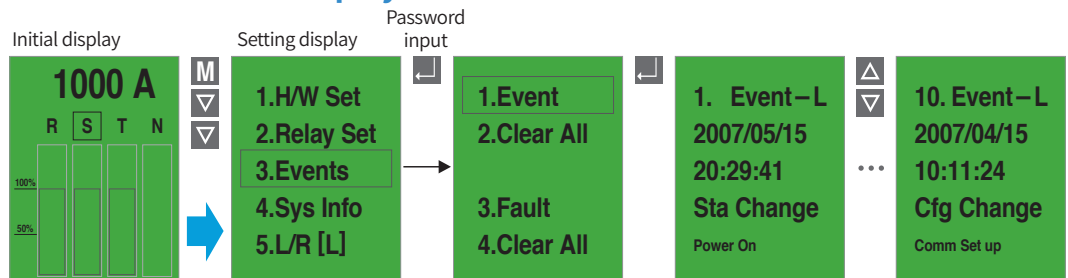 Password
input
Initial display
Setting display
1000 A
R S T N
100%
50%
M
1.H/W Set
2.Relay Set
3.Events
4.Sys Info
5.L/R [L]
1.Event
2.Clear All
3.Fault
4.Clear All
1. Event–L
2007/05/15
20:29:41
Sta Change
Power On
...
10. Event–L
2007/04/15
10:11:24
Cfg Change
Comm Set up